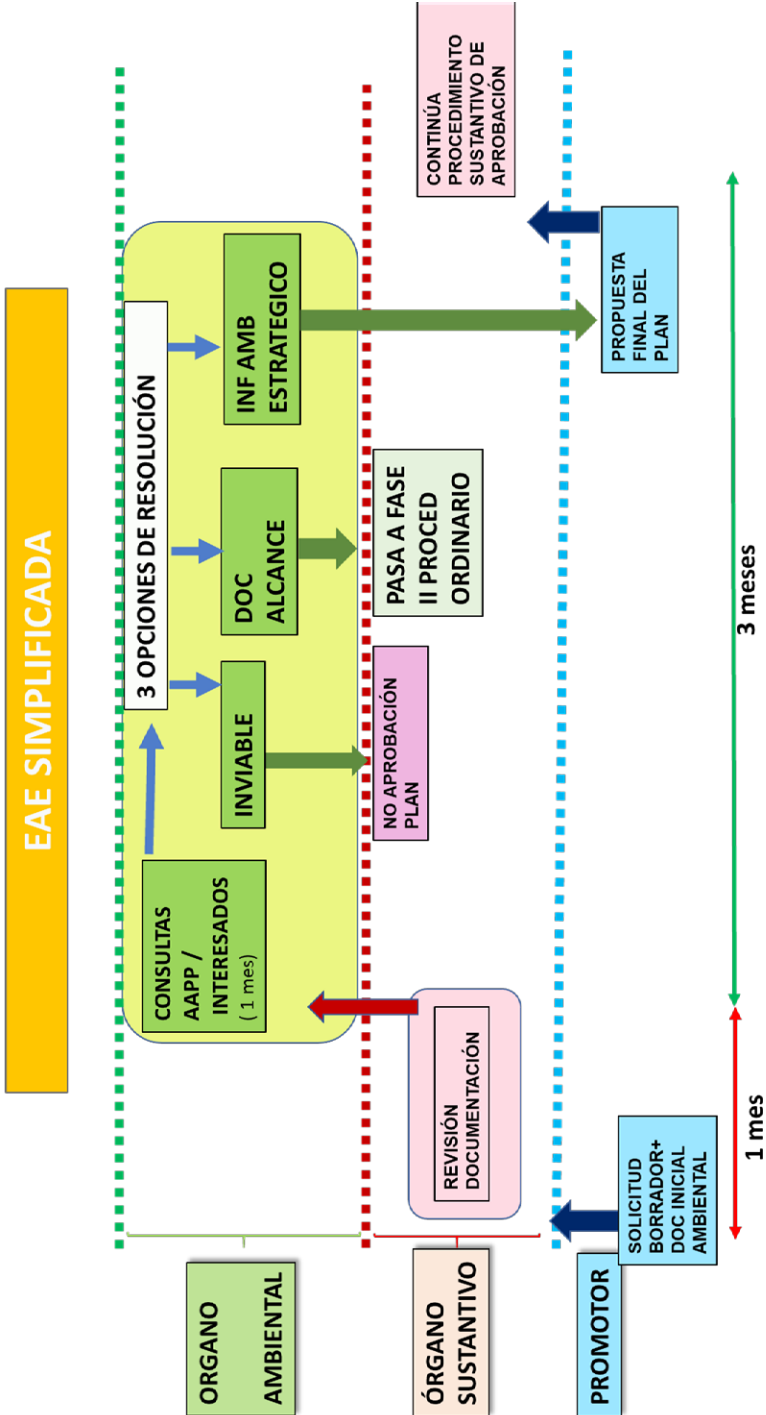 EAE SIMPLIFICADA
ORGANO
AMBIENTAL
CONSULTAS
AAPP /
INTERESADOS
( 1 mes)
3 OPCIONES DE RESOLUCIÓN
INVIABLE
DOC
ALCANCE
INF AMB
ESTRATEGICO
ÓRGANO
SUSTANTIVO
REVISIÓN
DOCUMENTACIÓN
NO APROBACIÓN
PLAN
PASA A FASE
II PROCED
ORDINARIO
CONTINÚA
PROCEDIMIENTO
SUSTANTIVO DE
APROBACIÓN
PROMOTOR
SOLICITUD
BORRADOR+
DOC INICIAL
AMBIENTAL
PROPUESTA
FINAL DEL
PLAN
1 mes
3 meses